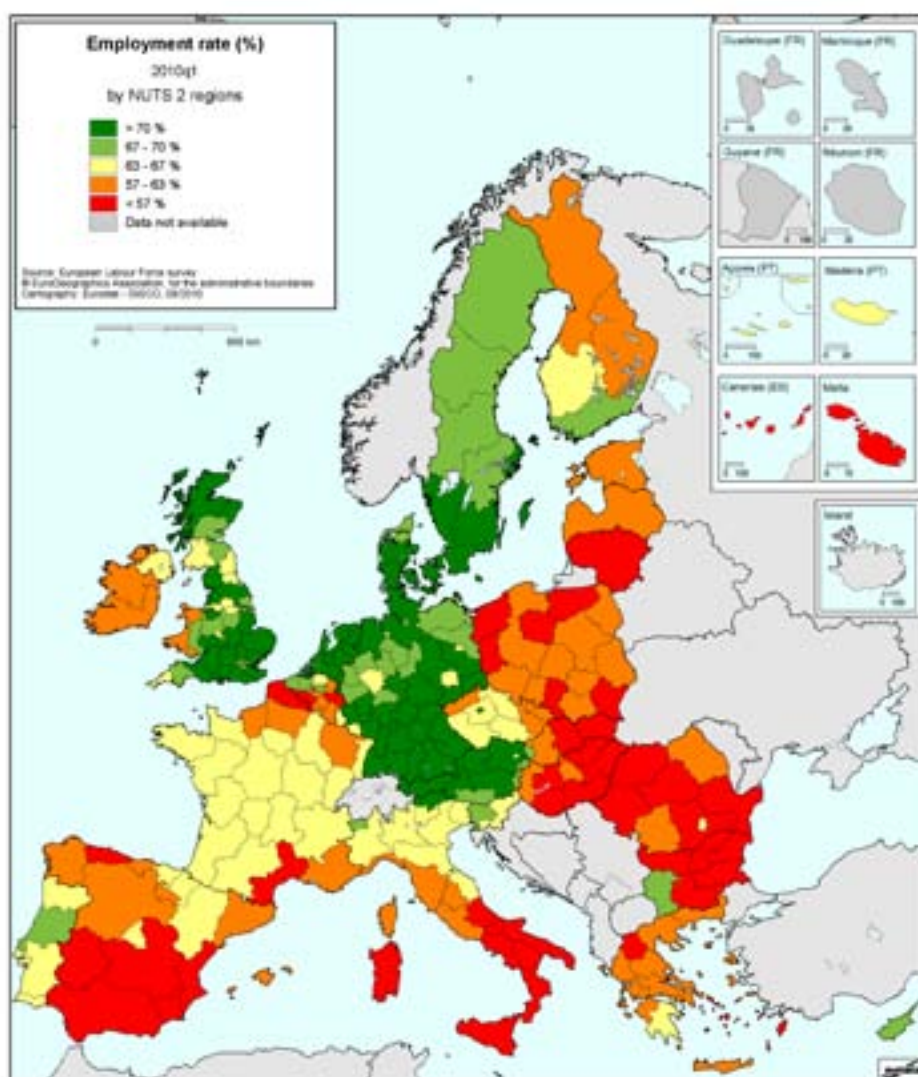 Employment rate (%)
2010q1
by NUTS 2 regions
> 70 %
67 - 70 %
63 - 67 %
57 - 63 %
< 57 %
Data not available
Source: European Labour Force survey
© EuroGeographics Association, for the administrative boundaries
Cartography: Eurostat - GISCO, 09/2010
0 600 km
Guadeloupe (FR)
Martinique (FR)
Guyane (FR)
Réunion (FR)
Açores (PT)
Madeira (PT)
Canarias (ES)
Malta
Island